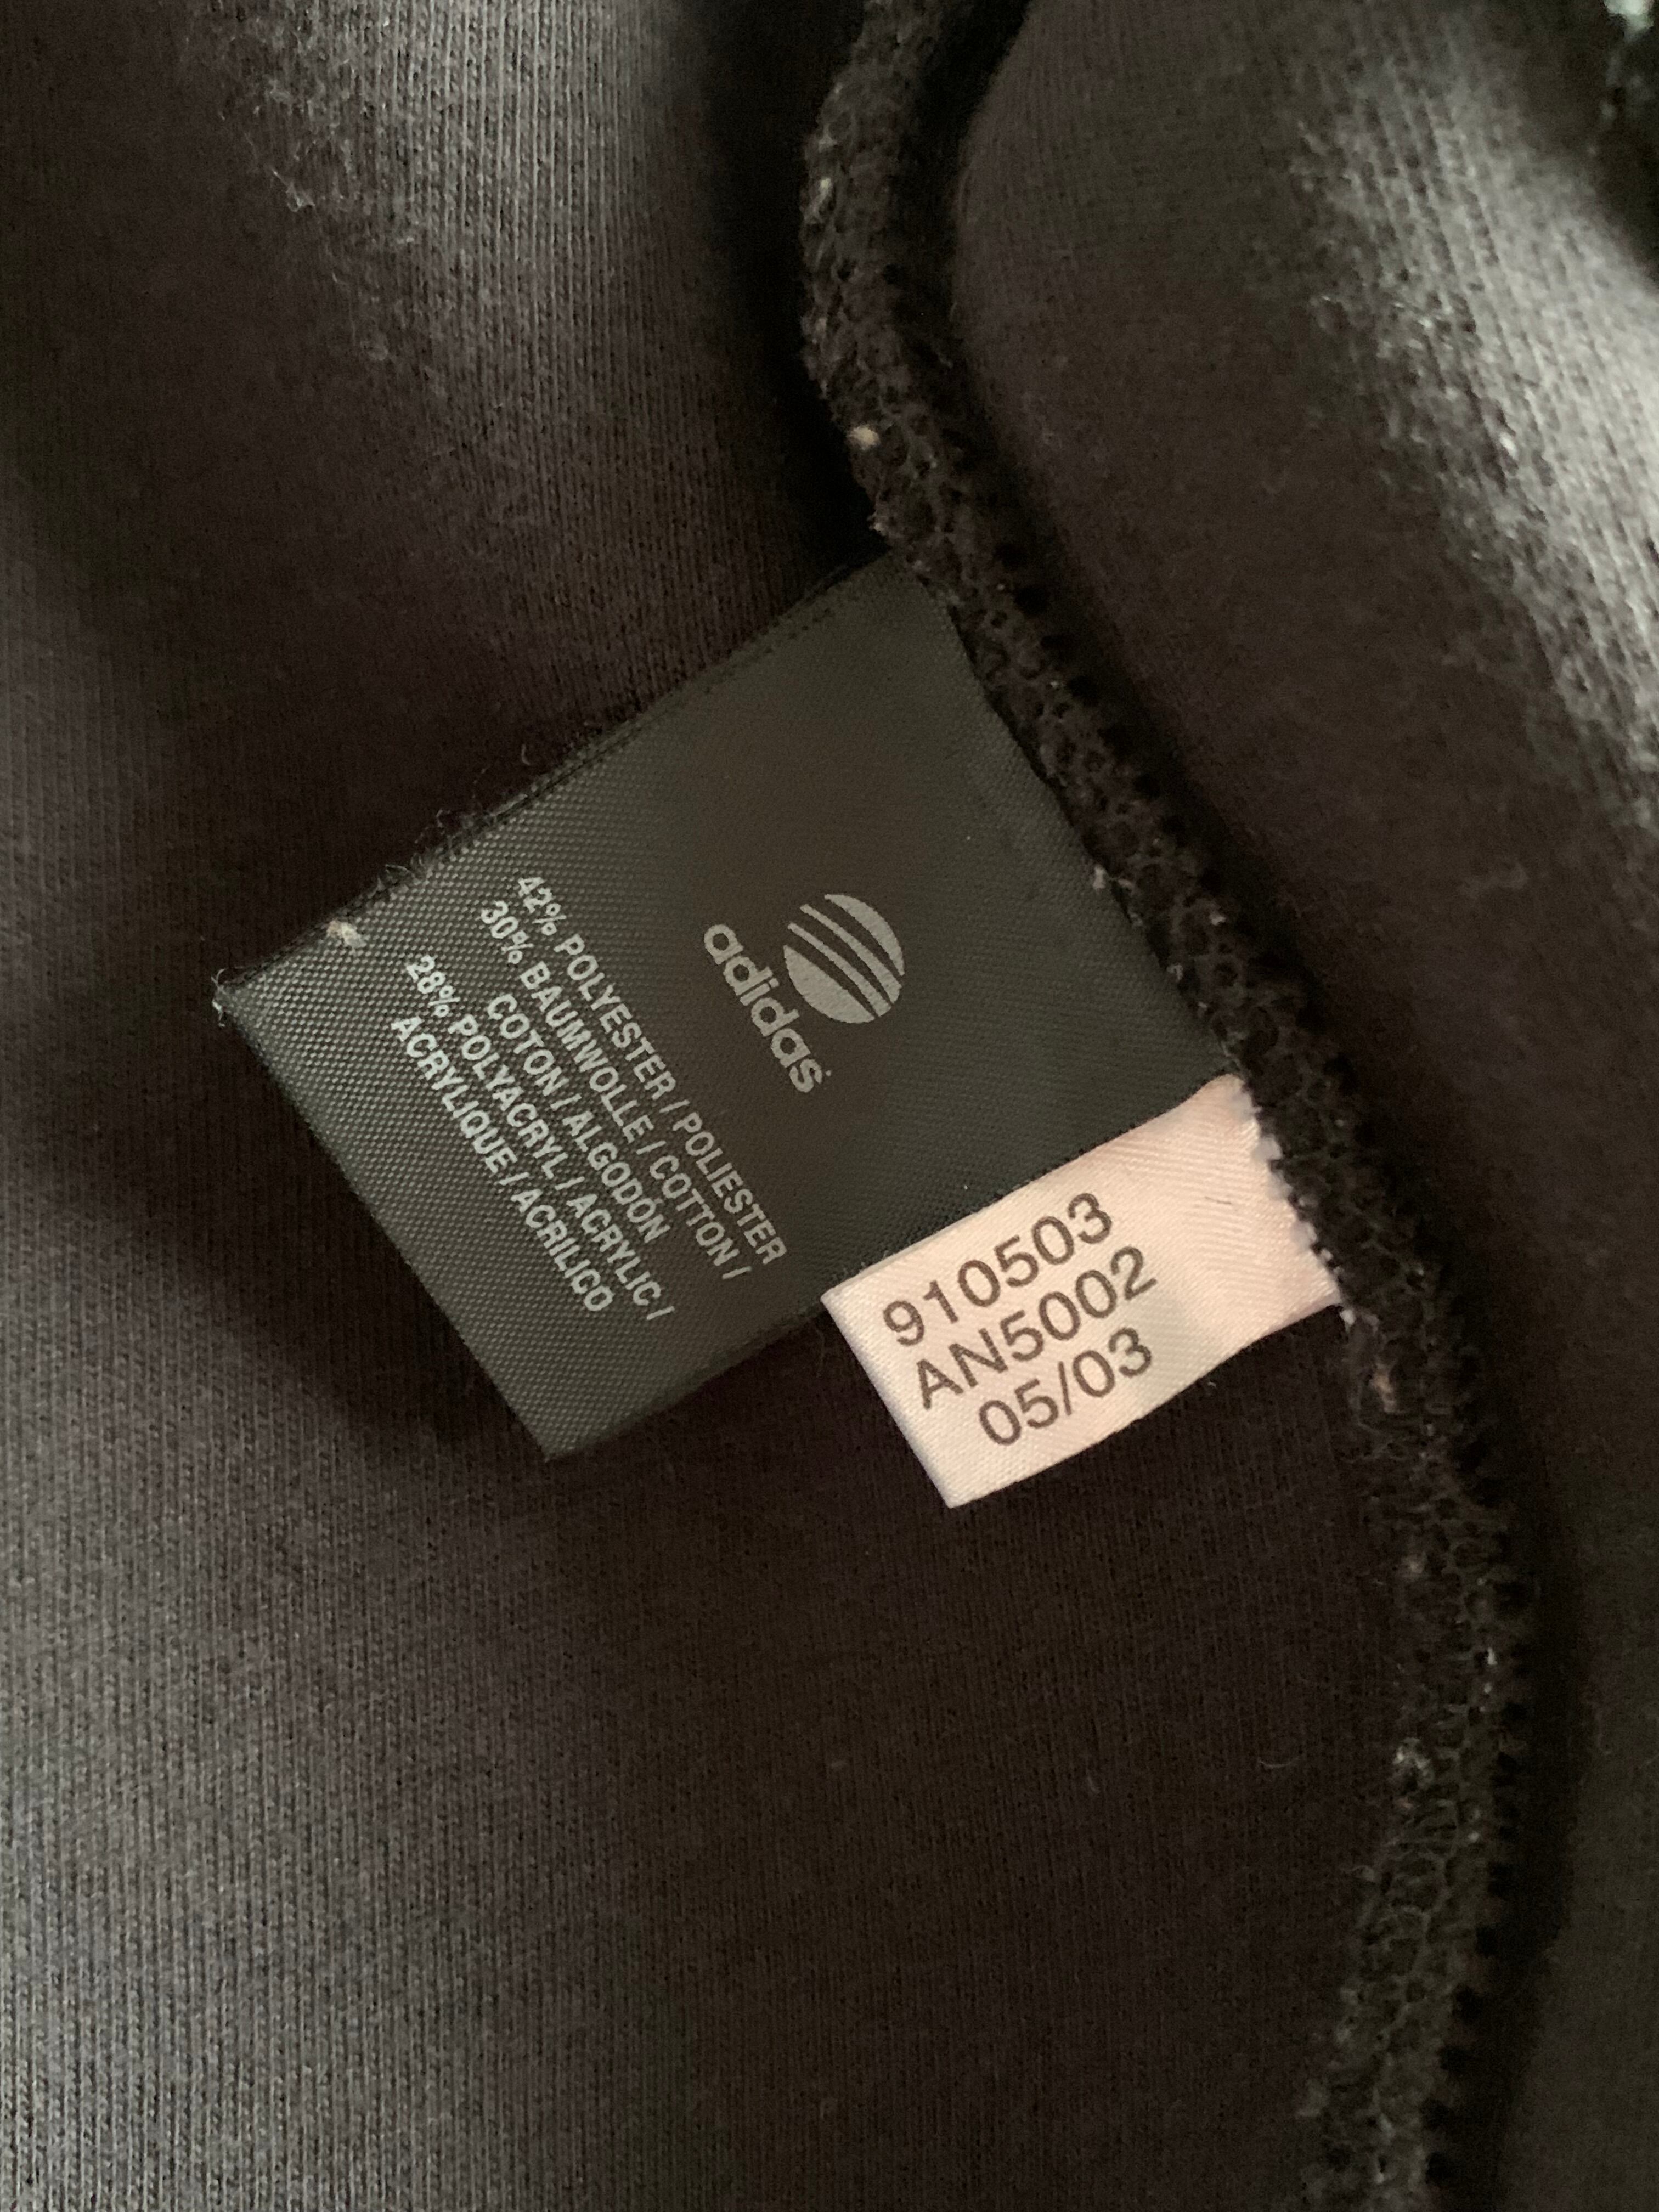 adidas
42% POLYESTER / POLIESTER
30% BAUMWOLLE / COTTON /
COTON / ALGODÓN
28% POLYACRYL / ACRYLIC /
ACRYLIQUE / ACRILICO
910503
AN5002
05/03